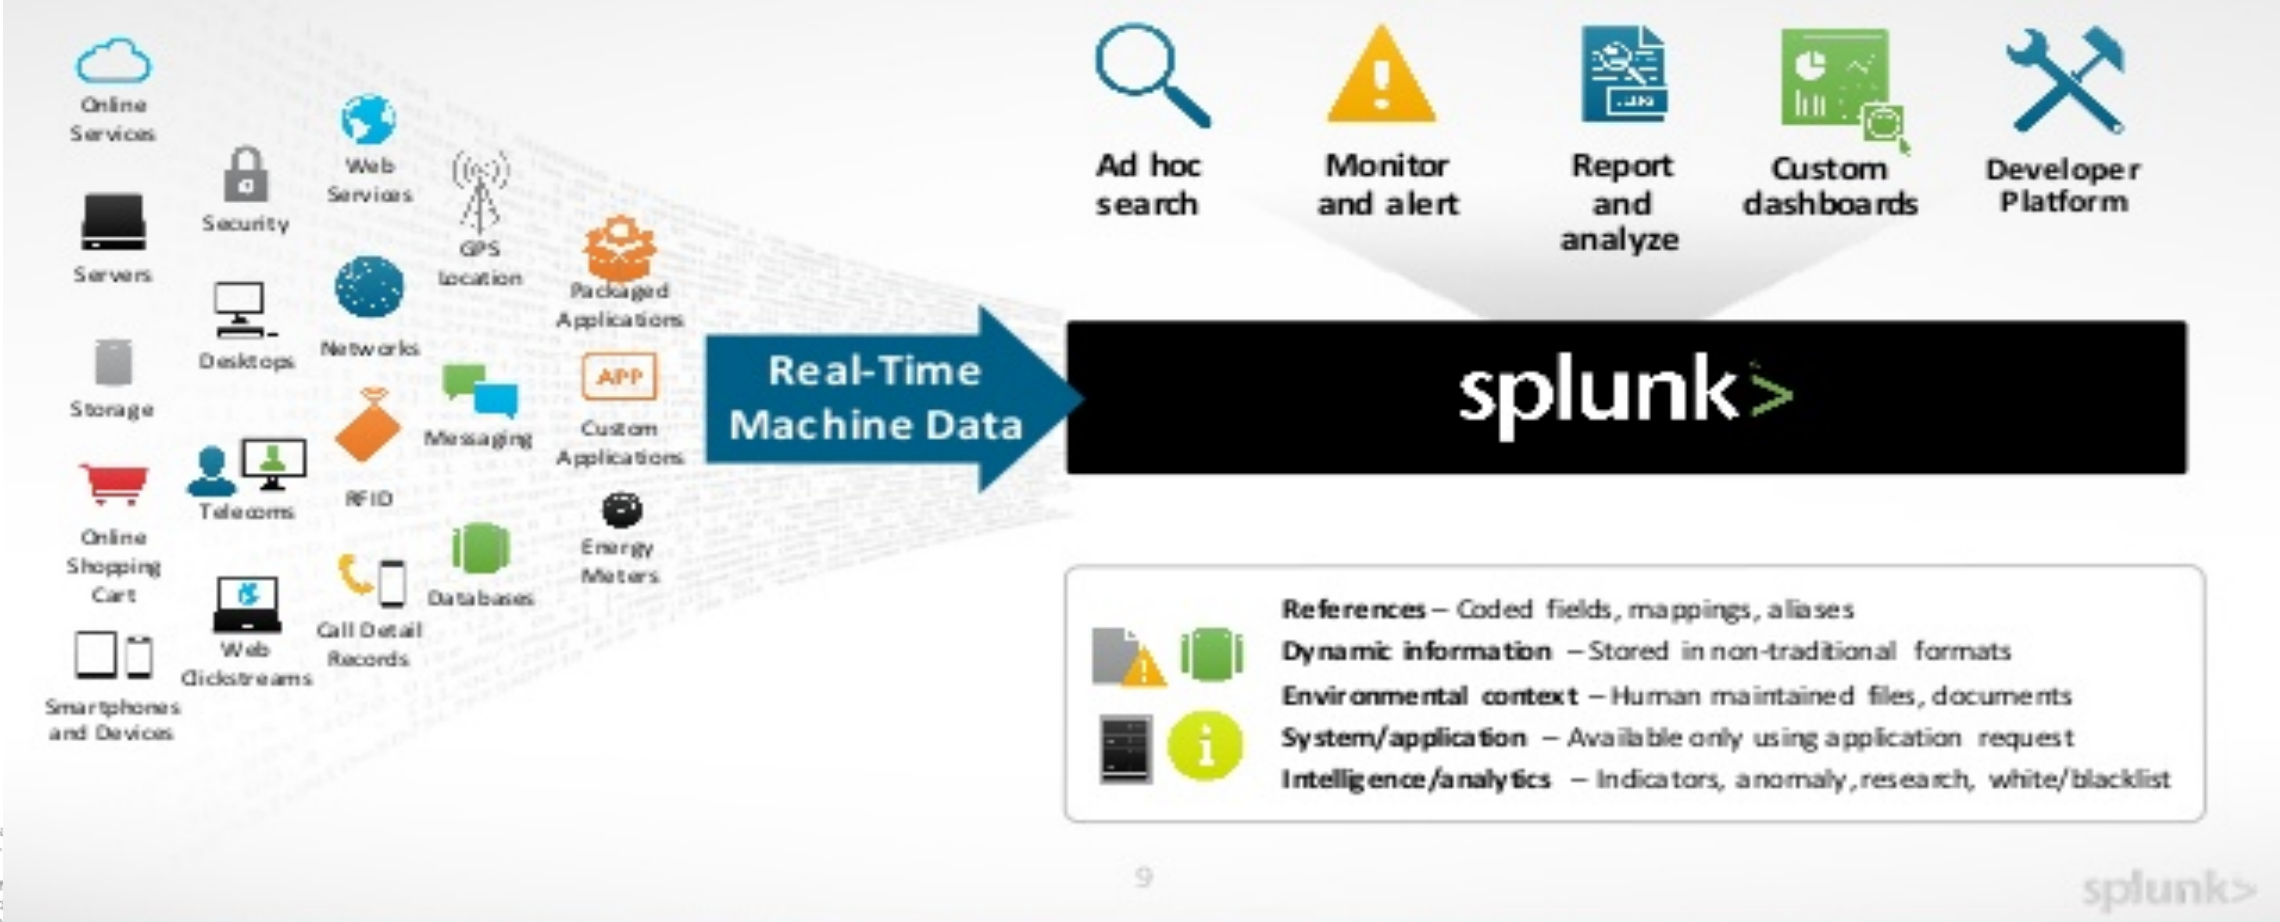 Online
Services
Servers
Storage
Online
Shopping
Cart
Smartphones
and Devices
Security
Desktops
Telecoms
Web
Clickstreams
Web
Services
Networks
RFID
Call Detail
Records
GPS
Location
Messaging
Databases
Packaged
Applications
APP
Custom
Applications
Energy
Meters
Real-Time
Machine Data
Ad hoc
search
Monitor
and alert
Report
and
analyze
Custom
dashboards
Developer
Platform
splunk>
References – Coded fields, mappings, aliases
Dynamic information – Stored in non-traditional formats
Environmental context – Human maintained files, documents
System/application – Available only using application request
Intelligence/analytics – Indicators, anomaly, research, white/blacklist
9
splunk>